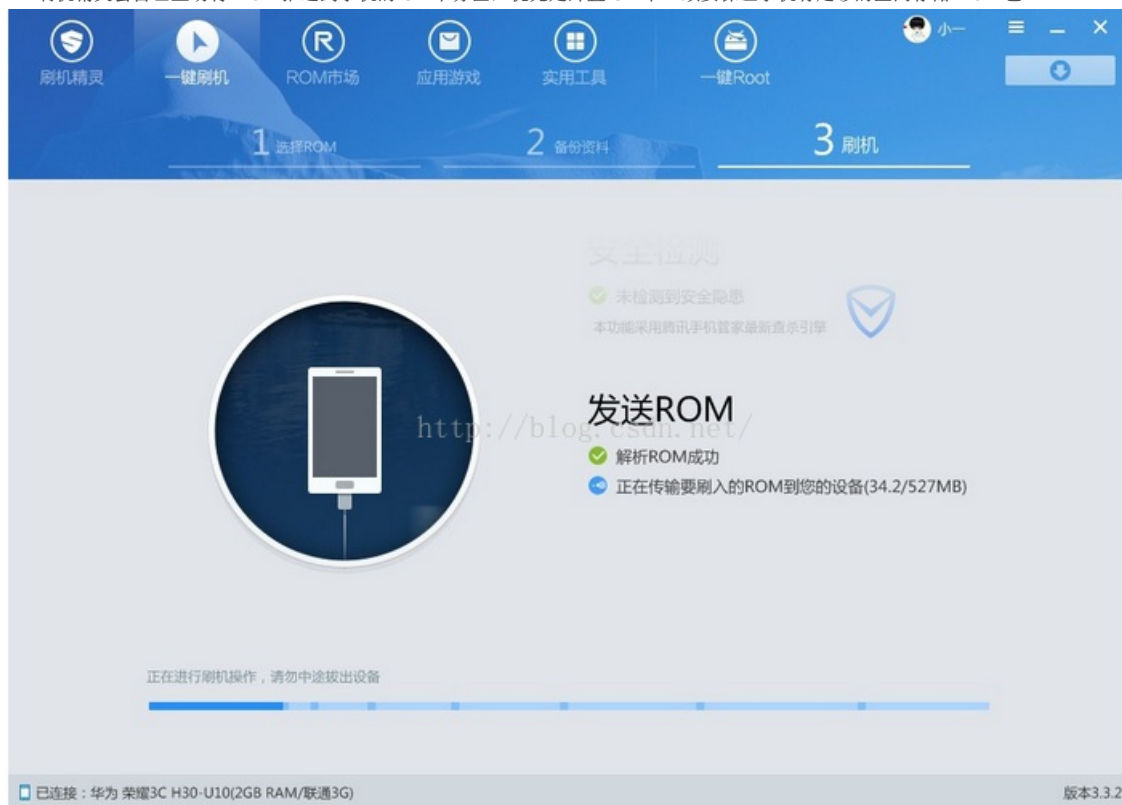 小一
刷机精灵
一键刷机
ROM市场
应用游戏
实用工具
一键Root
1 选择ROM
2 备份资料
3 刷机
安全检测
未检测到安全隐患
本功能采用腾讯手机管家最新查杀引擎
发送ROM
http://blog.csdn.net/
解析ROM成功
正在传输要刷入的ROM到您的设备(34.2/527MB)
正在进行刷机操作，请勿中途拔出设备
已连接：华为 荣耀3C H30-U10(2GB RAM/联通3G)
版本3.3.2